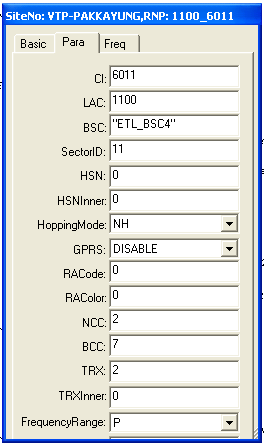 SiteNo: VTP-PAKKAYUNG,RNP: 1100_6011
Basic Para Freq
CI: 6011
LAC: 1100
BSC: "ETL_BSC4"
SectorID: 11
HSN: 0
HSNInner: 0
HoppingMode: NH
GPRS: DISABLE
RACode: 0
RAColor: 0
NCC: 2
BCC: 7
TRX: 2
TRXInner: 0
FrequencyRange: P